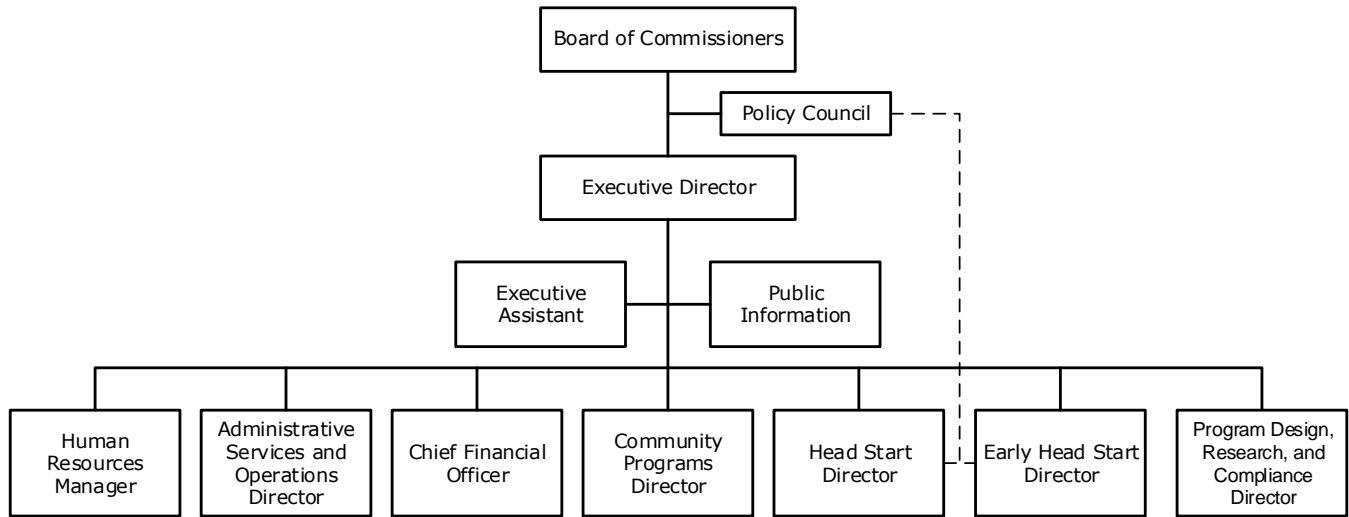 Board of Commissioners
Policy Council
Executive Director
Executive
Assistant
Public
Information
Human
Resources
Manager
Administrative
Services and
Operations
Director
Chief Financial
Officer
Community
Programs
Director
Head Start
Director
Early Head Start
Director
Program Design,
Research, and
Compliance
Director